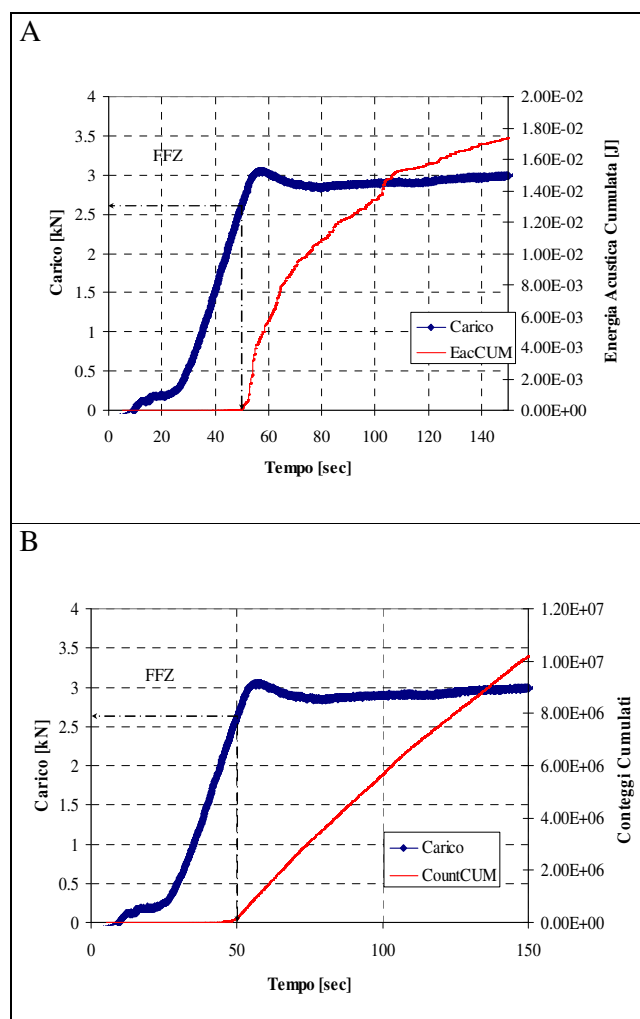 A
FFZ
Carico [kN]
4
3.5
3
2.5
2
1.5
1
0.5
0
2.00E-02
1.80E-02
1.60E-02
1.40E-02
1.20E-02
1.00E-02
8.00E-03
6.00E-03
4.00E-03
2.00E-03
0.00E+00
Energia Acustica Cumulata [J]
Carico
EacCUM
0 20 40 60 80 100 120 140
Tempo [sec]
B
FFZ
Carico [kN]
4
3.5
3
2.5
2
1.5
1
0.5
0
1.20E+07
1.00E+07
8.00E+06
6.00E+06
4.00E+06
2.00E+06
0.00E+00
Conteggi Cumulati
Carico
CountCUM
0 50 100 150
Tempo [sec]